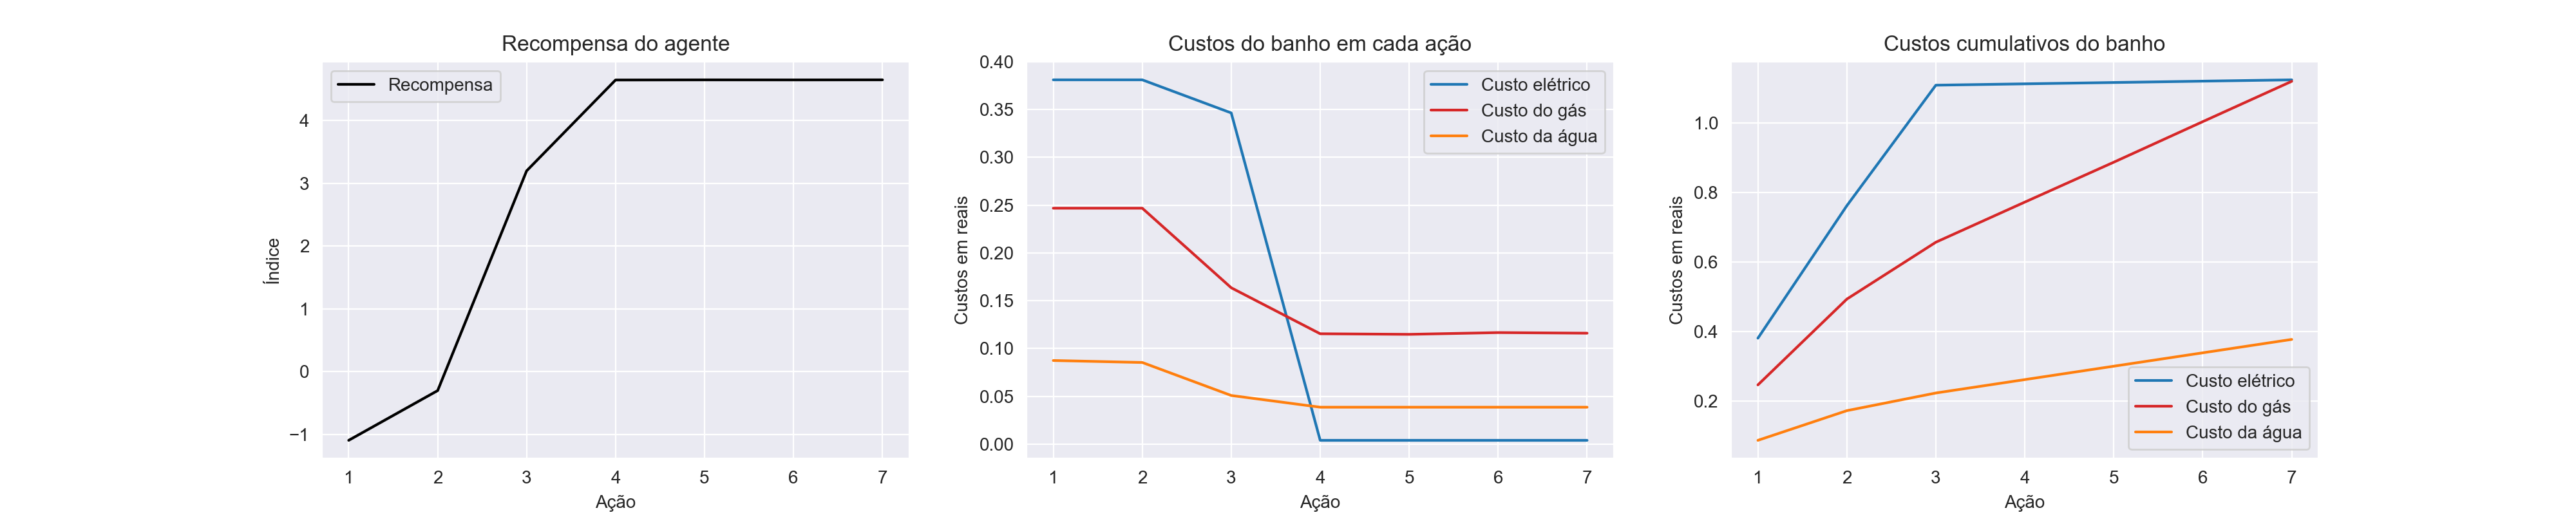 Recompensa do agente
Recompensa
4
3
2
1
0
−1
Índice
1 2 3 4 5 6 7
Ação
Custos do banho em cada ação
Custo elétrico
Custo do gás
Custo da água
0.40
0.35
0.30
0.25
0.20
0.15
0.10
0.05
0.00
Custos em reais
1 2 3 4 5 6 7
Ação
Custos cumulativos do banho
1.0
0.8
0.6
0.4
0.2
Custos em reais
Custo elétrico
Custo do gás
Custo da água
1 2 3 4 5 6 7
Ação